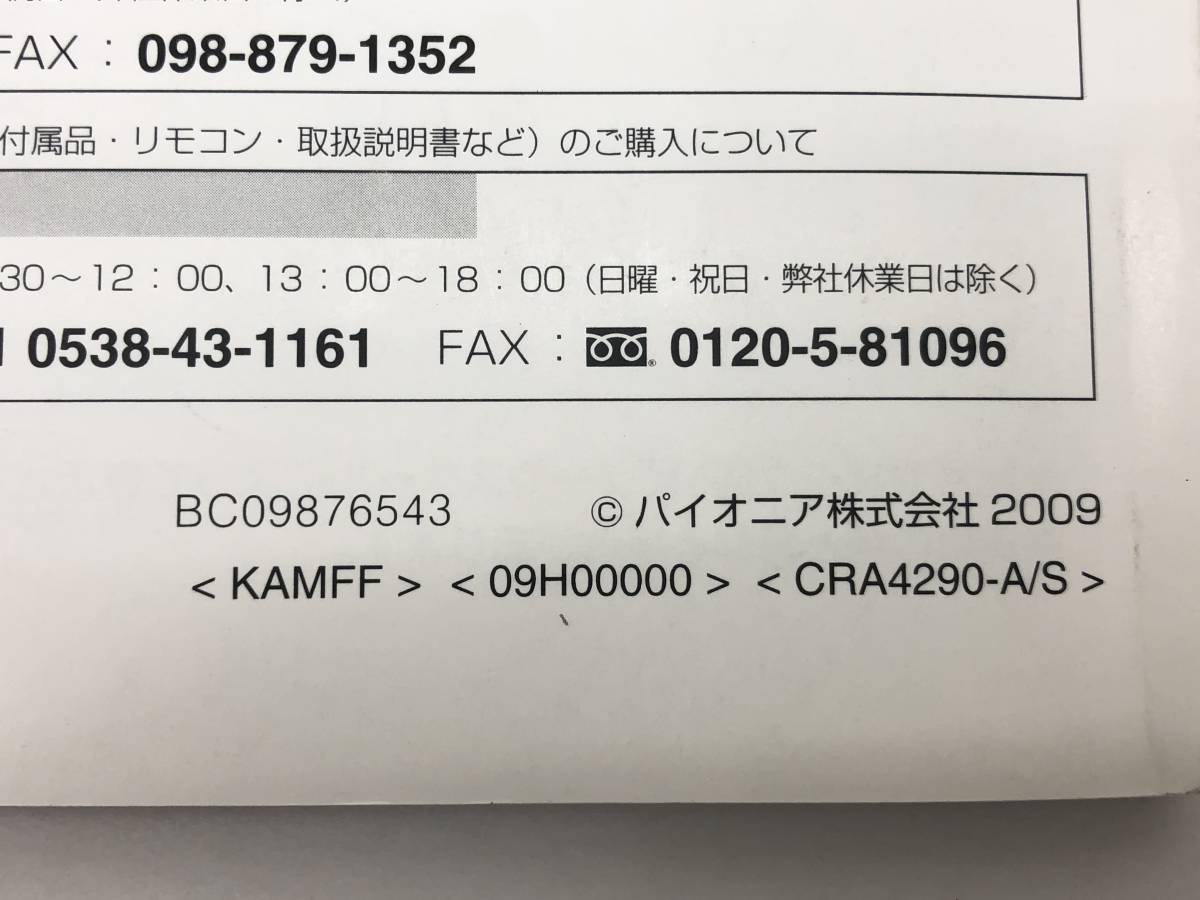 FAX : 098-879-1352
付属品・リモコン・取扱説明書など）のご購入について
30～12：00、13：00～18：00（日曜・祝日・弊社休業日は除く）
0538-43-1161 FAX : ® 0120-5-81096
BC09876543 © パイオニア株式会社 2009
< KAMFF > < 09H00000 > < CRA4290-A/S >